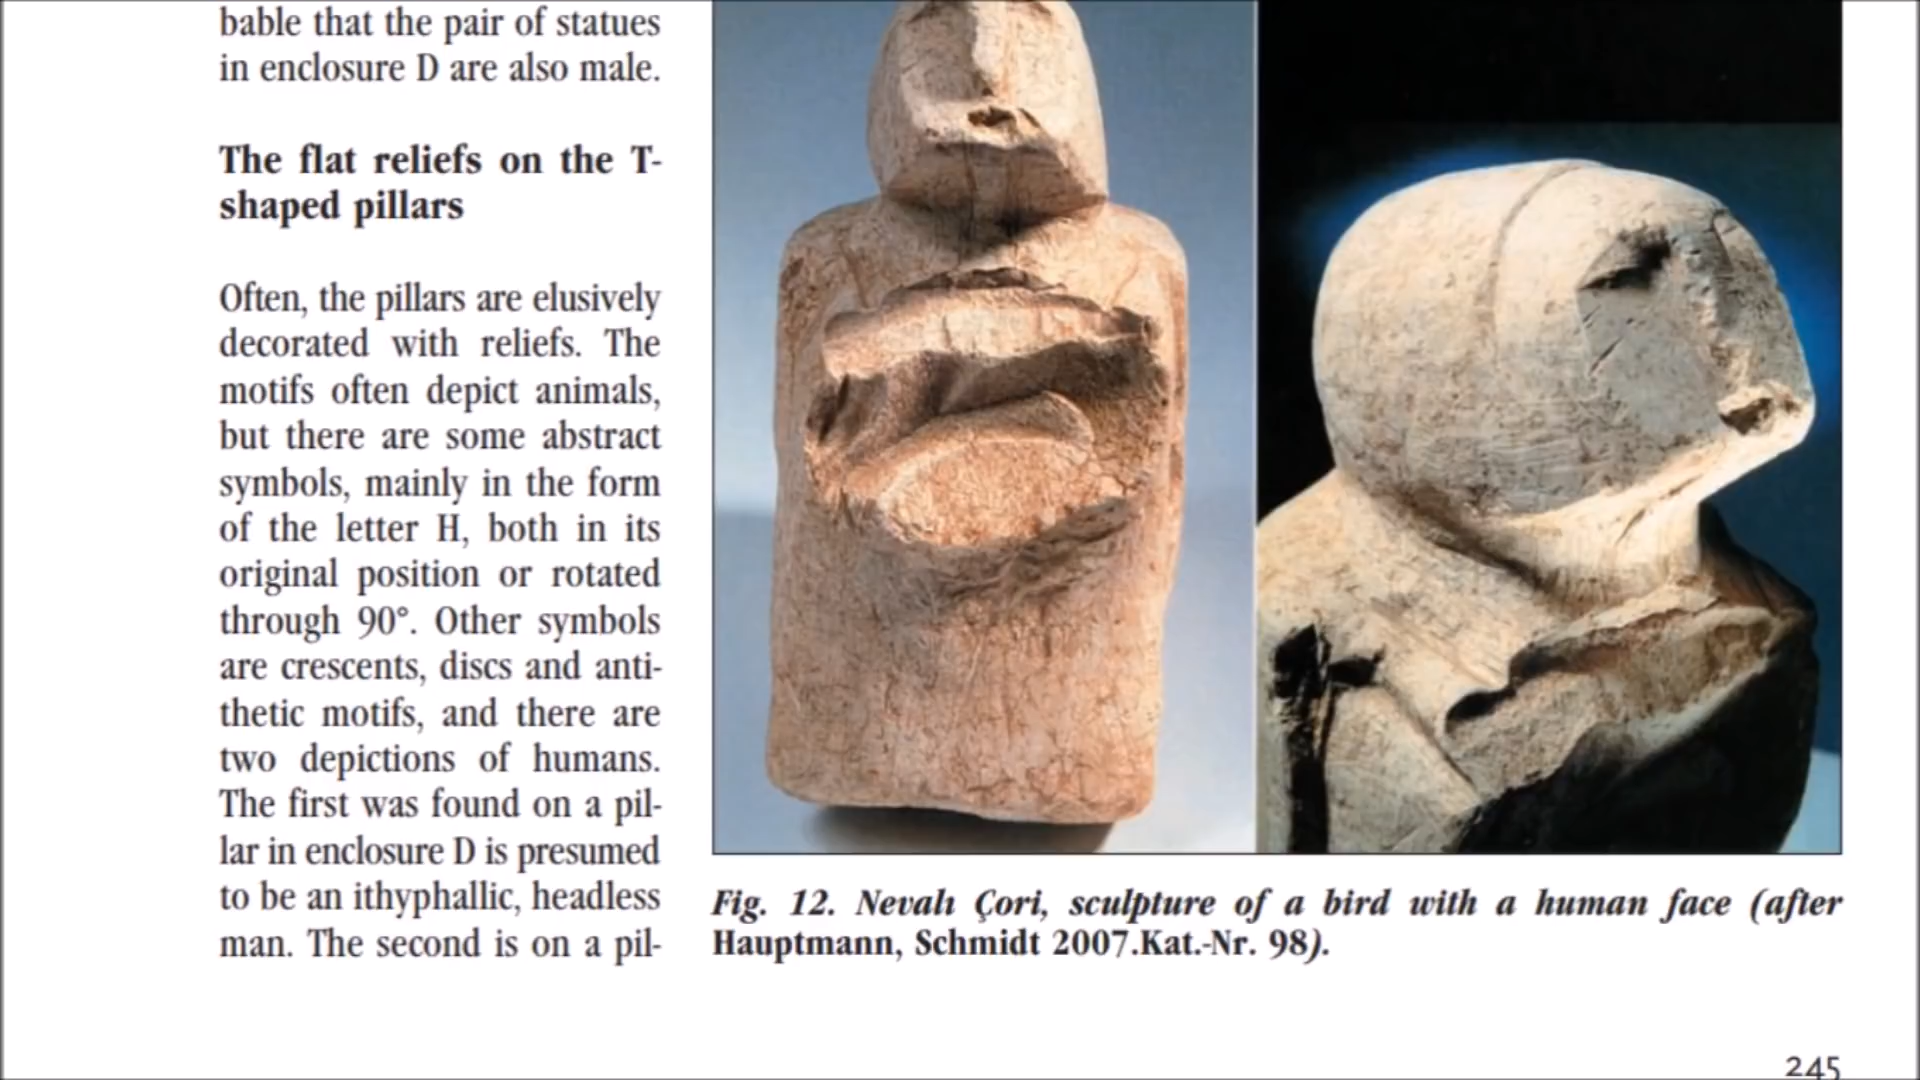 bable that the pair of statues
in enclosure D are also male.
The flat reliefs on the T-
shaped pillars
Often, the pillars are elusively
decorated with reliefs. The
motifs often depict animals,
but there are some abstract
symbols, mainly in the form
of the letter H, both in its
original position or rotated
through 90°. Other symbols
are crescents, discs and anti-
thetic motifs, and there are
two depictions of humans.
The first was found on a pil-
lar in enclosure D is presumed
to be an ithyphallic, headless
man. The second is on a pil-
Fig. 12. Nevalı Çori, sculpture of a bird with a human face (after
Hauptmann, Schmidt 2007.Kat.-Nr. 98).
245